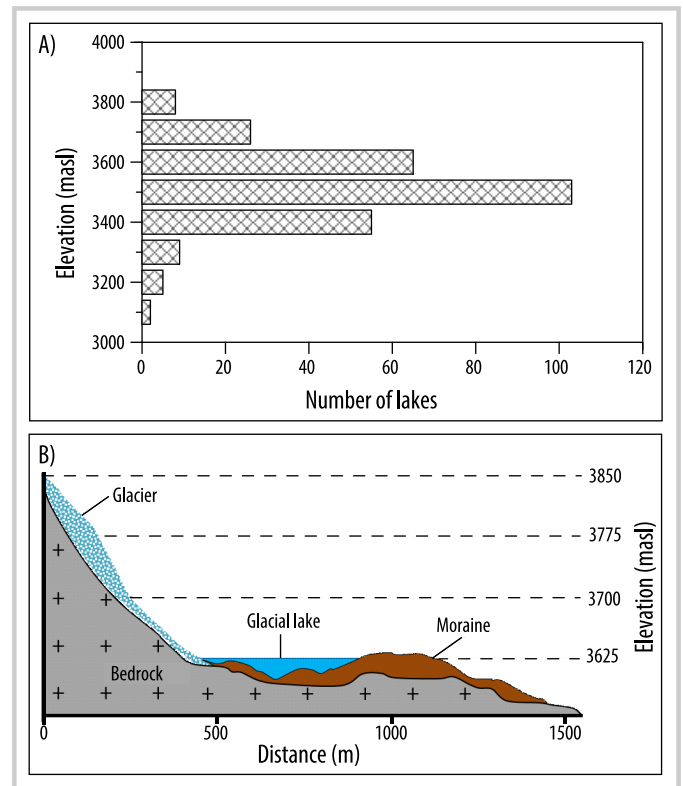 A)
4000
3800
3600
3400
3200
3000
Elevation (masl)
0 20 40 60 80 100 120
Number of lakes
B)
3850
Glacier
3775
3700
Glacial lake
Moraine
3625
Bedrock
Elevation (masl)
0 500 1000 1500
Distance (m)